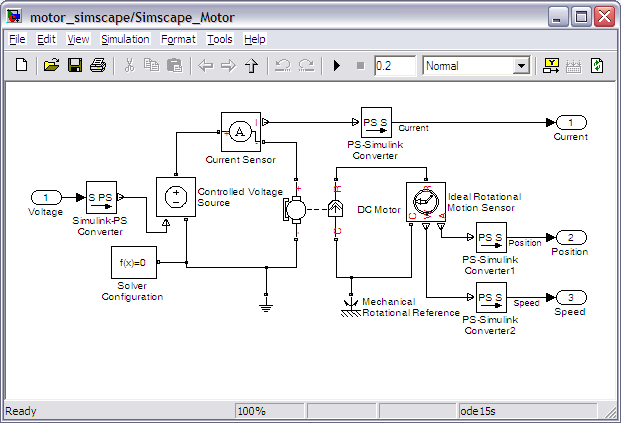 motor_simscape/Simscape_Motor
File Edit View Simulation Format Tools Help
0.2 Normal
A
I
Current Sensor
PS S
Current
PS-Simulink
Converter
1
Current
1
Voltage
S PS
Simulink-PS
Converter
Controlled Voltage
Source
+
-
R
C
DC Motor
R
C
W
A
Ideal Rotational
Motion Sensor
PS S
Position
PS-Simulink
Converter1
2
Position
f(x)=0
Solver
Configuration
Mechanical
Rotational Reference
PS S
Speed
PS-Simulink
Converter2
3
Speed
Ready 100% ode15s